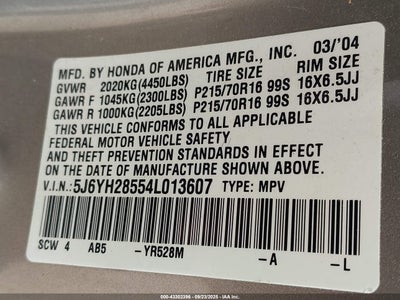 MFD. BY HONDA OF AMERICA MFG., INC. 03/'04
GVWR 2020KG(4450LBS) TIRE SIZE RIM SIZE
GAWR F 1045KG(2300LBS) P215/70R16 99S 16X6.5JJ
GAWR R 1000KG(2205LBS) P215/70R16 99S 16X6.5JJ
THIS VEHICLE CONFORMS TO ALL APPLICABLE
FEDERAL MOTOR VEHICLE SAFETY
AND THEFT PREVENTION STANDARDS IN EFFECT
ON THE DATE OF MANUFACTURE SHOWN ABOVE.
V.I.N.: 5J6YH28554L013607 TYPE: MPV
SCW 4 AB5 -YR528M -A -L
000-43302396 - (09/23/2025) - IAA Inc.